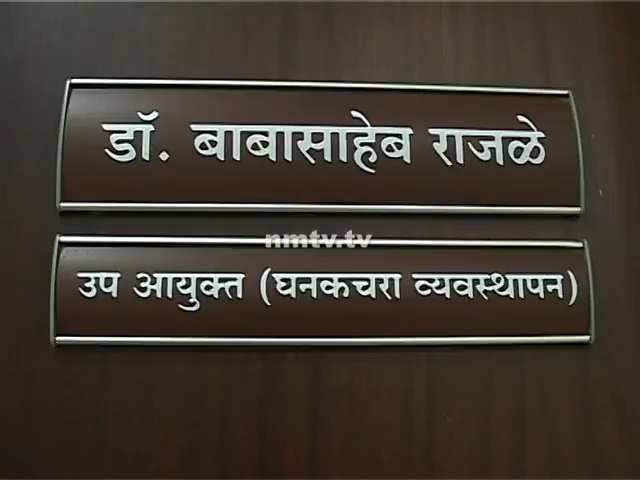 डॉ. बाबासाहेब राजळे
nmtv.tv
उप आयुक्त (घनकचरा व्यवस्थापन)